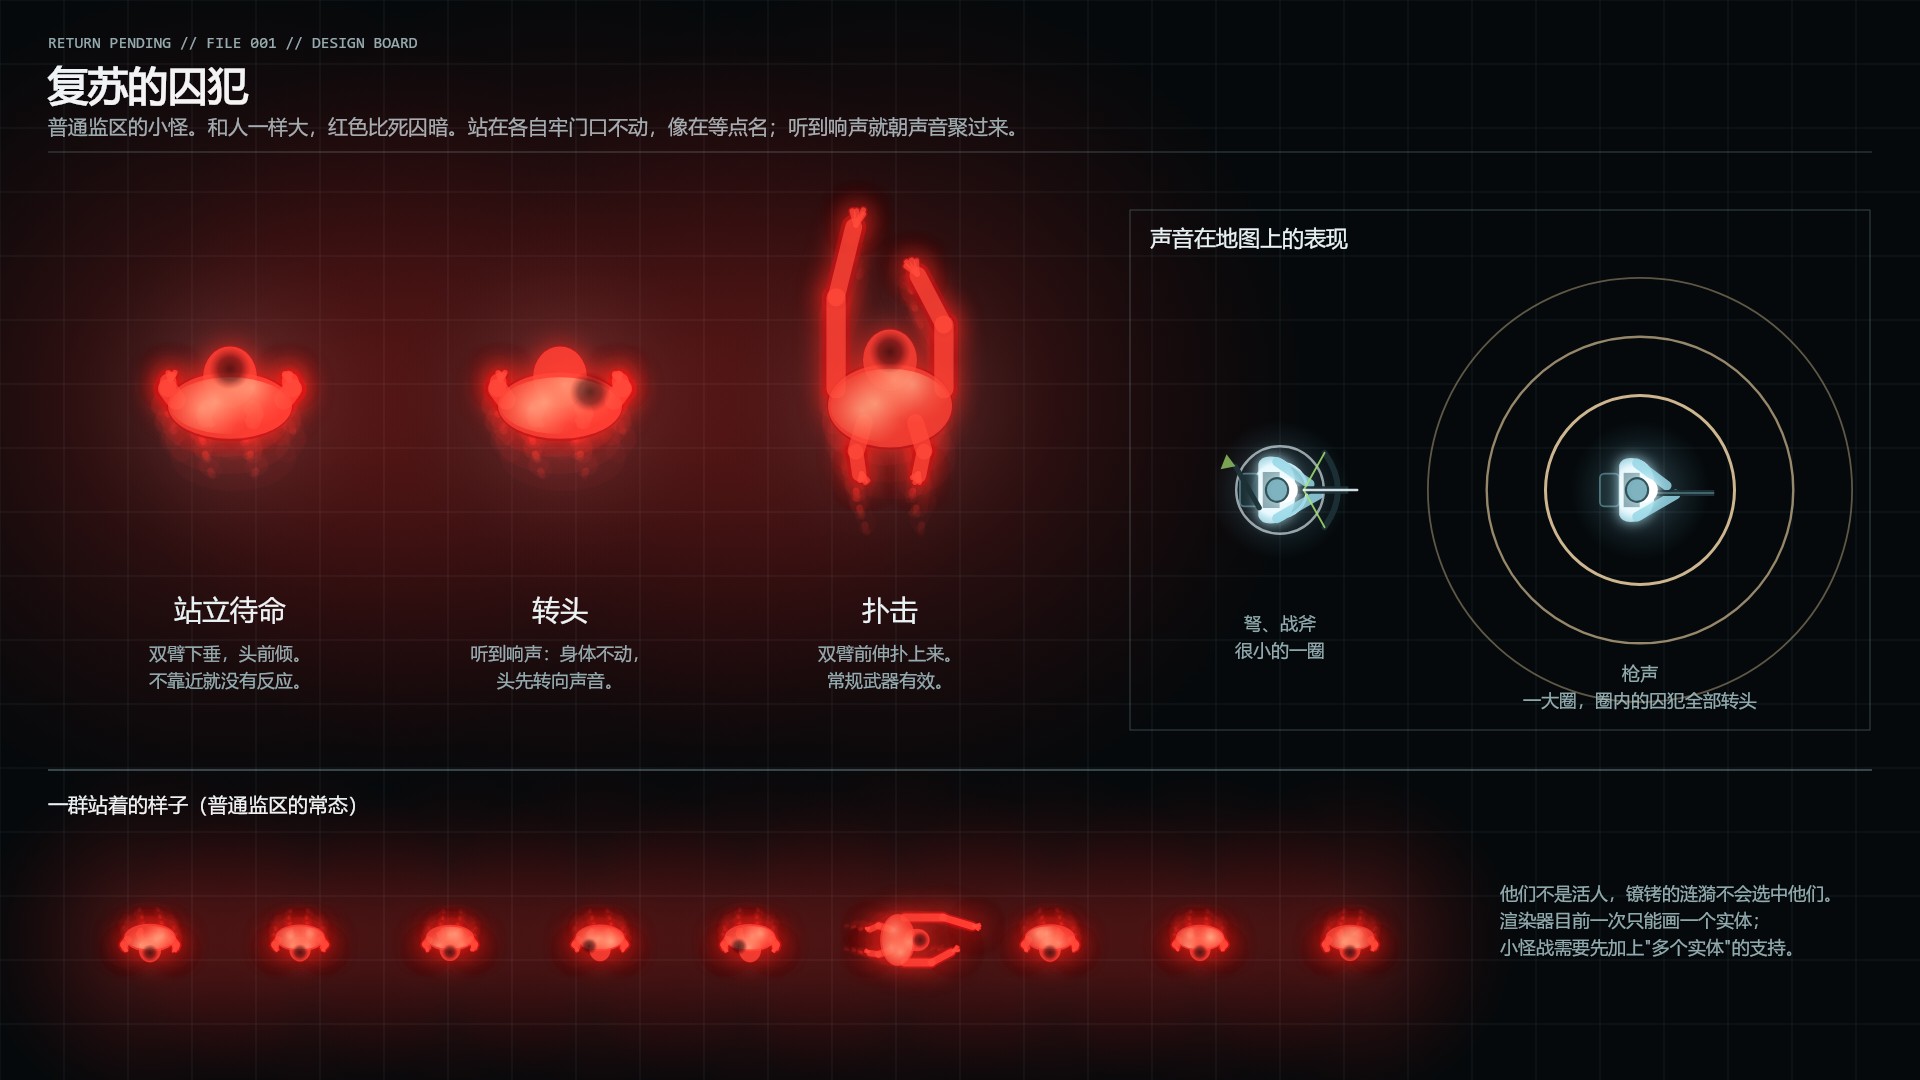 RETURN PENDING // FILE 001 // DESIGN BOARD
复苏的囚犯
普通监区的小怪。和人一样大，红色比死囚暗。站在各自牢门口不动，像在等点名；听到响声就朝声音聚过来。
声音在地图上的表现
弩、战斧
很小的一圈
枪声
一大圈，圈内的囚犯全部转头
站立待命
双臂下垂，头前倾。
不靠近就没有反应。
转头
听到响声：身体不动，
头先转向声音。
扑击
双臂前伸扑上来。
常规武器有效。
一群站着的样子（普通监区的常态）
他们不是活人，镣铐的涟漪不会选中他们。
渲染器目前一次只能画一个实体；
小怪战需要先加上"多个实体"的支持。